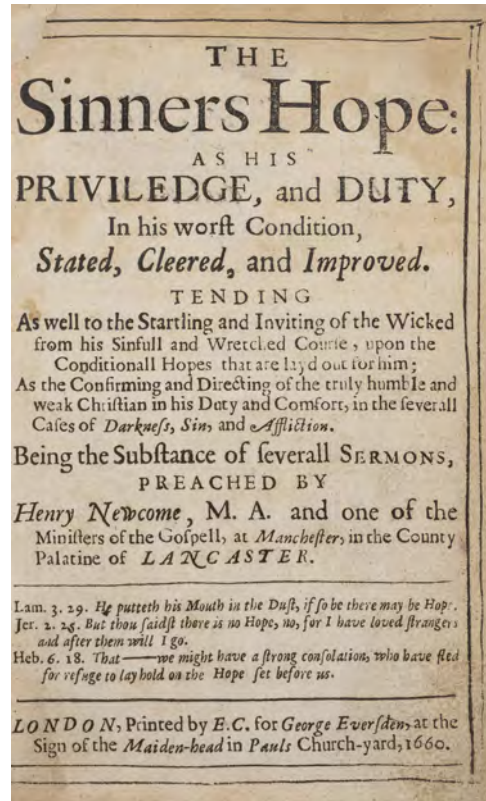 THE
Sinners Hope:
AS HIS
PRIVILEDGE, and DUTY,
In his worſt Condition,
Stated, Cleered, and Improved.
TENDING
As well to the Startling and Inviting of the Wicked
from his Sinfull and Wretched Courſe, upon the
Conditionall Hopes that are layd out for him;
As the Confirming and Directing of the truly humble and
weak Chriſtian in his Duty and Comfort, in the ſeverall
Caſes of Darkneſs, Sin, and Affliction.
Being the Subſtance of ſeverall SERMONS,
PREACHED BY
Henry Newcome, M. A. and one of the
Miniſters of the Goſpell, at Mancheſter, in the County
Palatine of LANCASTER.
Lam. 3. 29. He putteth his Mouth in the Duſt, if ſo be there may be Hope.
Jer. 2. 25. But thou ſaidſt there is no Hope, no, for I have loved ſtrangers
and after them will I go.
Heb. 6. 18. That——we might have a ſtrong conſolation, who have fled
for refuge to lay hold on the Hope ſet before us.
LONDON, Printed by E.C. for George Everſden, at the
Sign of the Maiden-head in Pauls Church-yard, 1660.